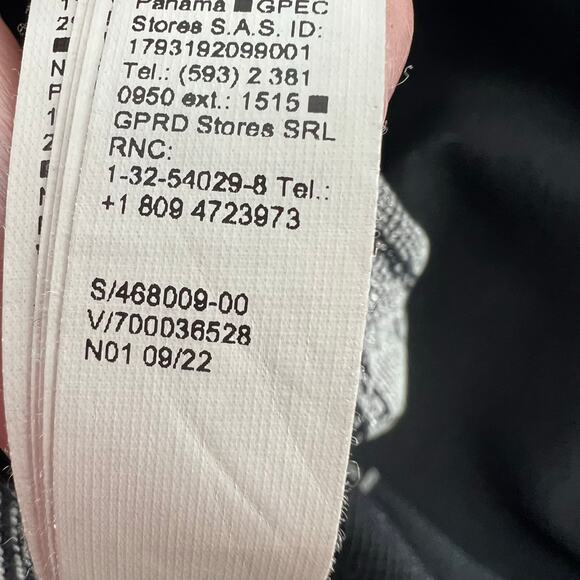 Panama ■ GPEC
Stores S.A.S. ID:
1793192099001
Tel.: (593) 2 381
0950 ext.: 1515 ■
GPRD Stores SRL
RNC:
1-32-54029-8 Tel.:
+1 809 4723973
S/468009-00
V/700036528
N01 09/22